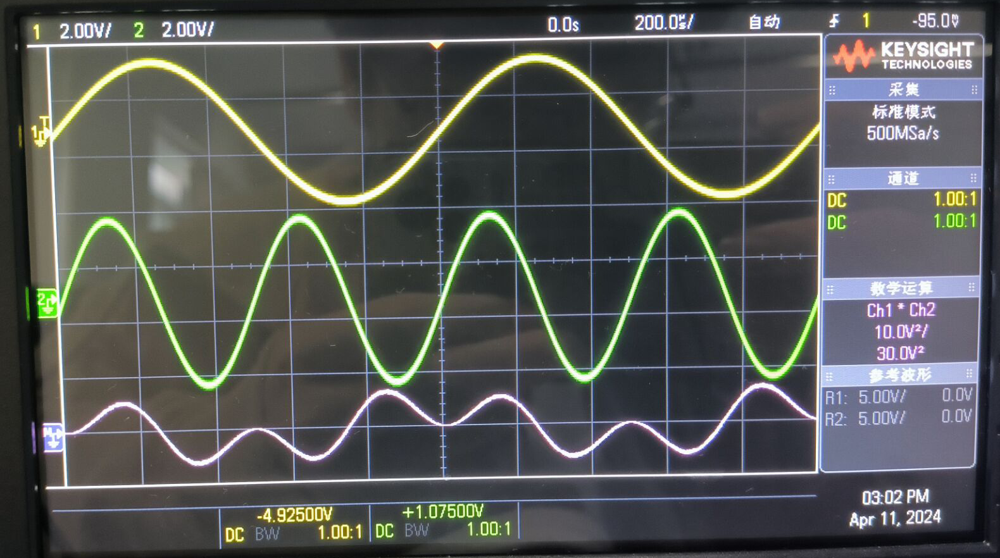 1 2.00V/ 2 2.00V/ 0.0s 200.0µs/ 自动 1 -95.0mV
KEYSIGHT
TECHNOLOGIES
采集
标准模式
500MSa/s
通道
DC 1.00:1
DC 1.00:1
数学运算
Ch1 * Ch2
10.0V²/
30.0V²
参考波形
R1: 5.00V/ 0.0V
R2: 5.00V/ 0.0V
T
1
2
M
-4.92500V
DC BW 1.00:1
+1.07500V
DC BW 1.00:1
03:02 PM
Apr 11, 2024